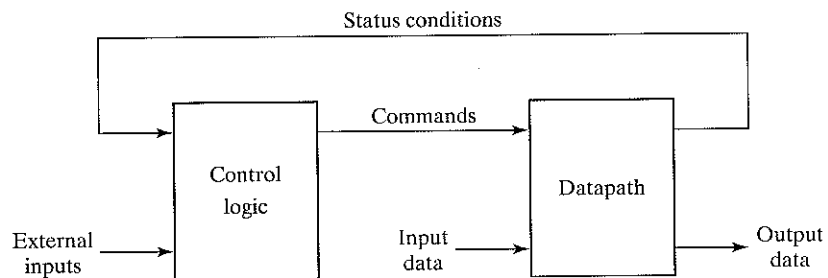 Status conditions
Commands
Control
logic
Datapath
External
inputs
Input
data
Output
data